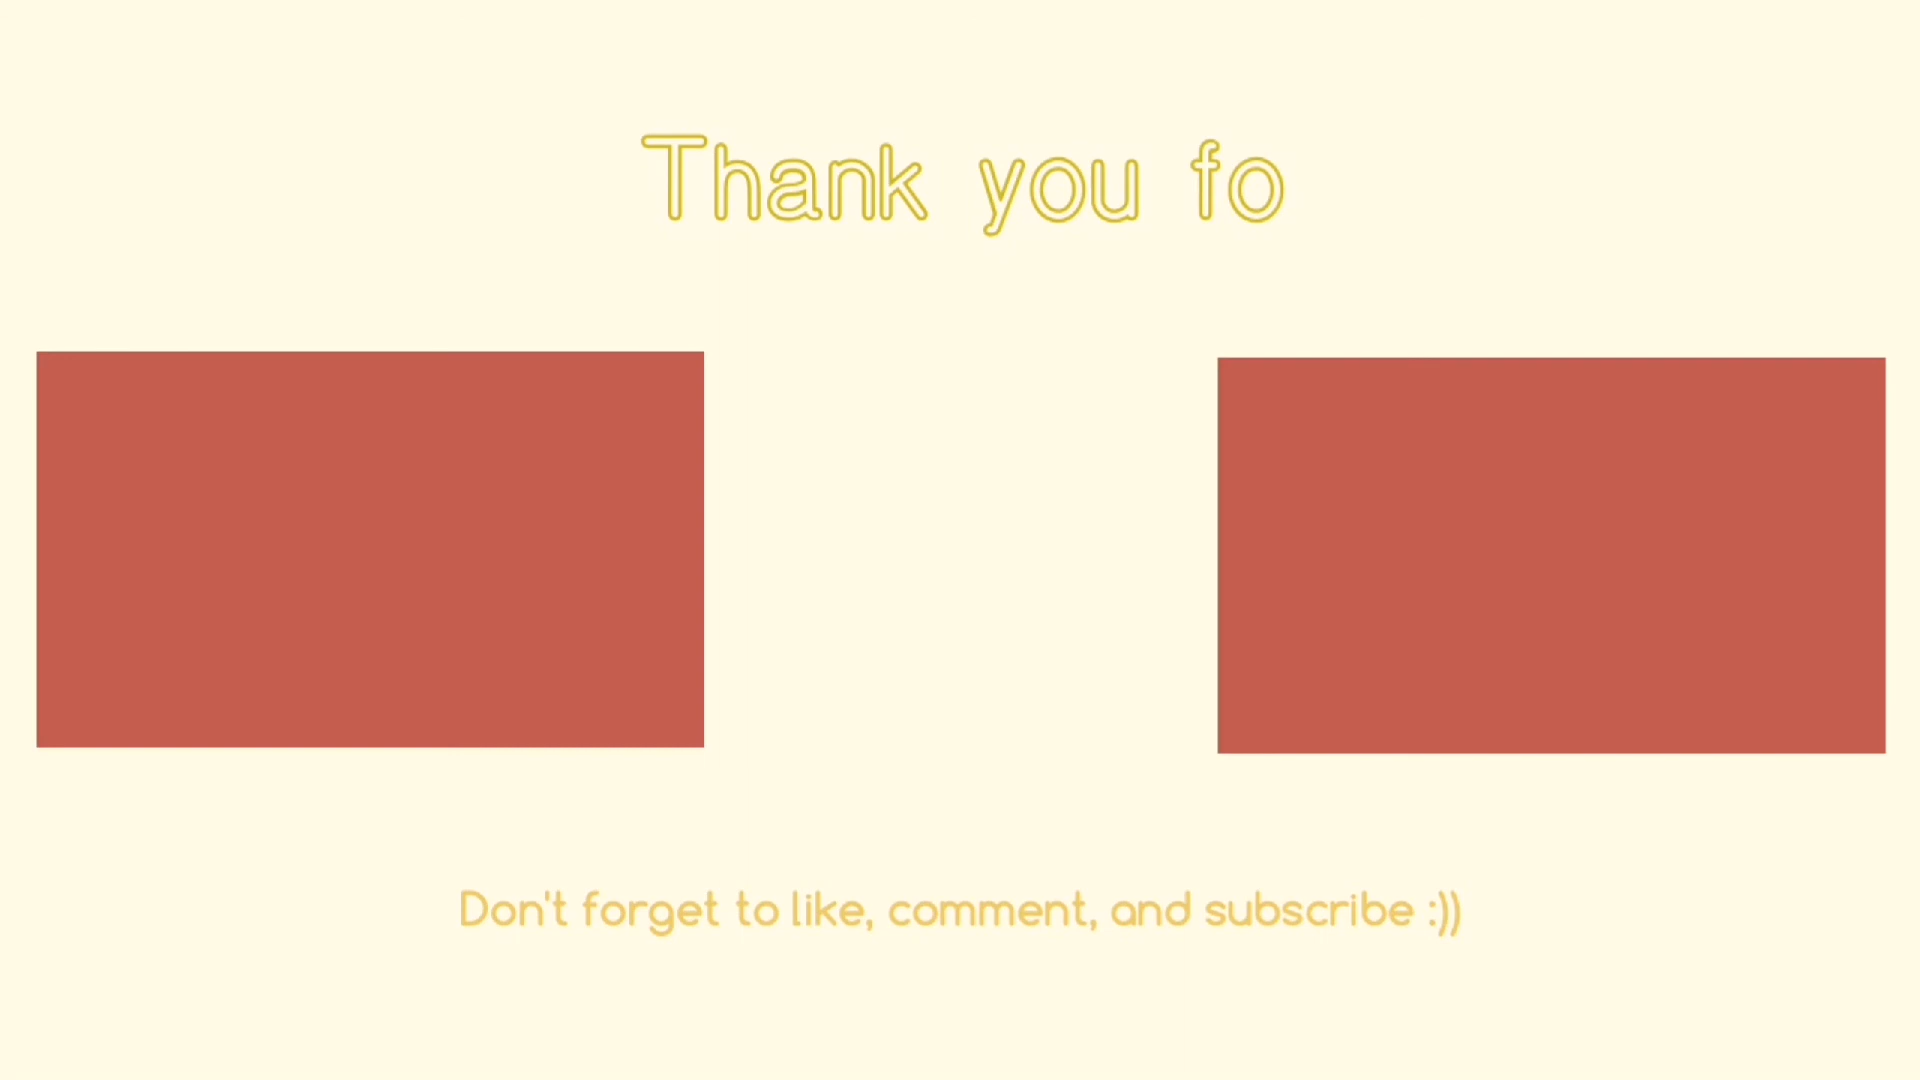 Thank you fo
Don't forget to like, comment, and subscribe :))